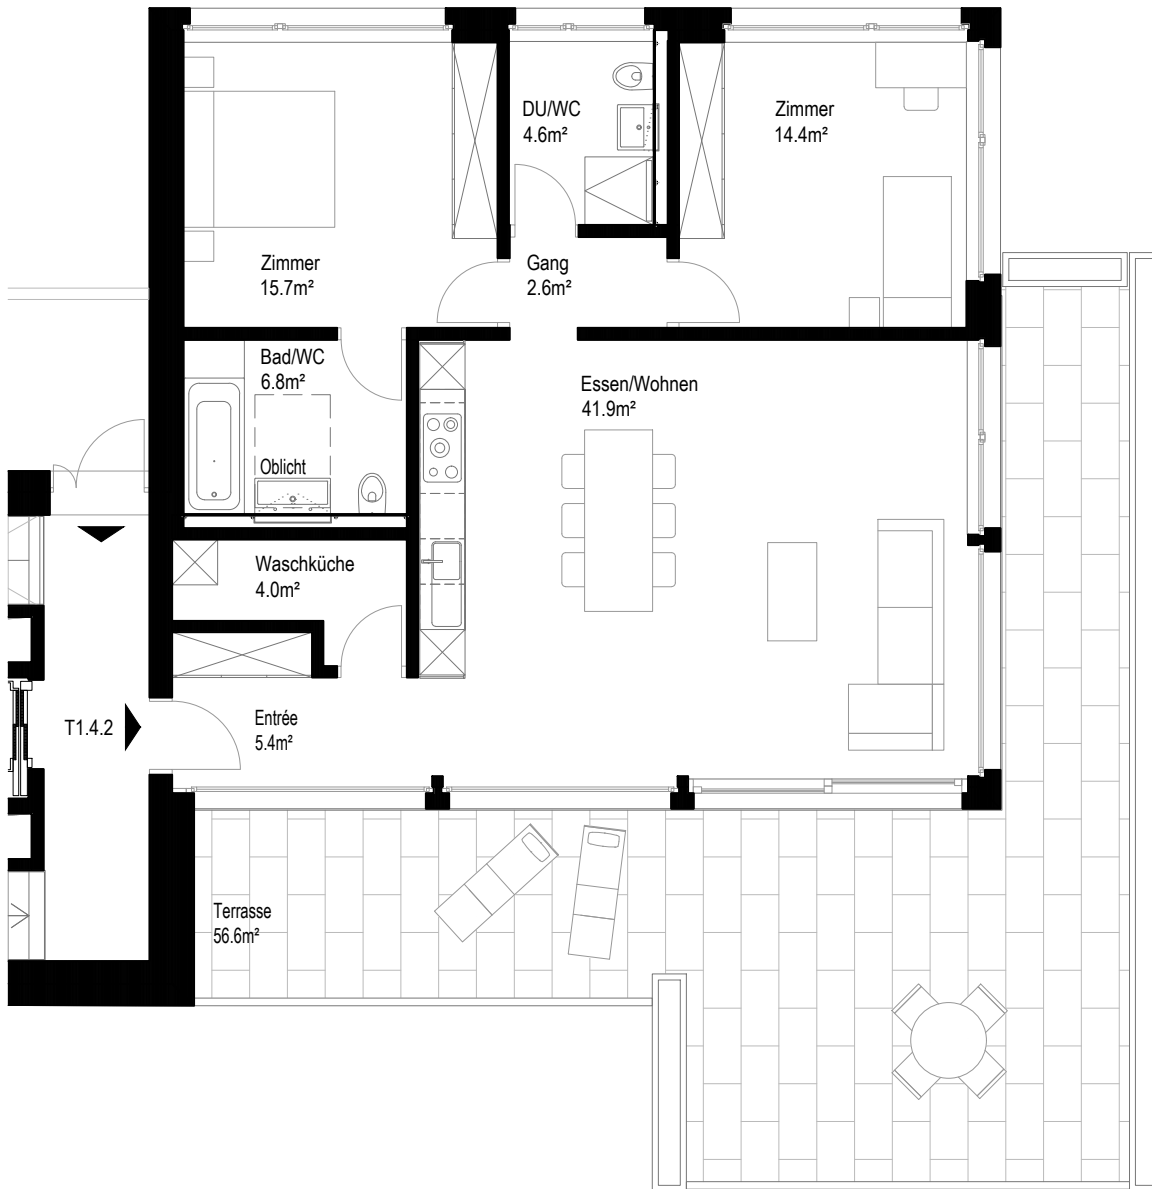 DU/WC
4.6m²
Zimmer
14.4m²
Zimmer
15.7m²
Gang
2.6m²
Bad/WC
6.8m²
Essen/Wohnen
41.9m²
Oblicht
Waschküche
4.0m²
Entrée
5.4m²
T1.4.2
Terrasse
56.6m²